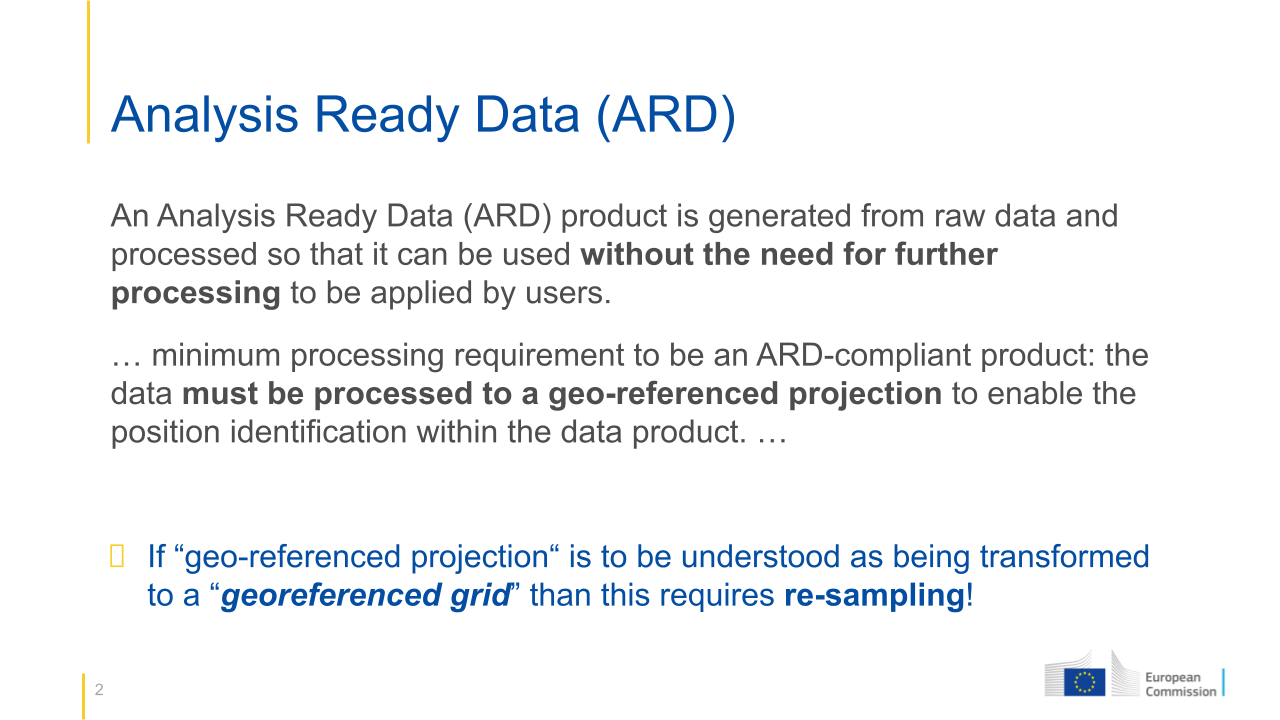 Analysis Ready Data (ARD)
An Analysis Ready Data (ARD) product is generated from raw data and
processed so that it can be used without the need for further
processing to be applied by users.
… minimum processing requirement to be an ARD-compliant product: the
data must be processed to a geo-referenced projection to enable the
position identification within the data product. …
If “geo-referenced projection“ is to be understood as being transformed
to a “georeferenced grid” than this requires re-sampling!
2
European
Commission